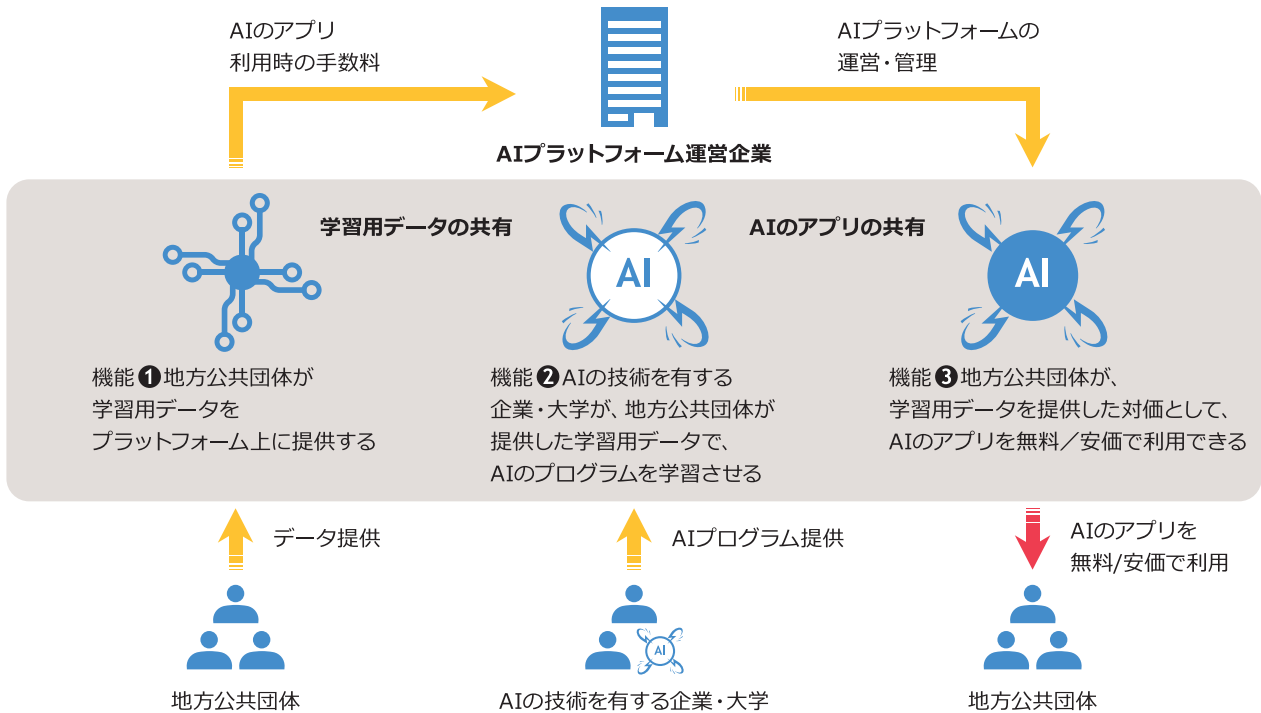 AIのアプリ
利用時の手数料
AIプラットフォームの
運営・管理
AIプラットフォーム運営企業
学習用データの共有
AIのアプリの共有
AI
AI
機能❶地方公共団体が
学習用データを
プラットフォーム上に提供する
機能❷AIの技術を有する
企業・大学が、地方公共団体が
提供した学習用データで、
AIのプログラムを学習させる
機能❸地方公共団体が、
学習用データを提供した対価として、
AIのアプリを無料／安価で利用できる
データ提供
AIプログラム提供
AIのアプリを
無料/安価で利用
AI
地方公共団体
AIの技術を有する企業・大学
地方公共団体